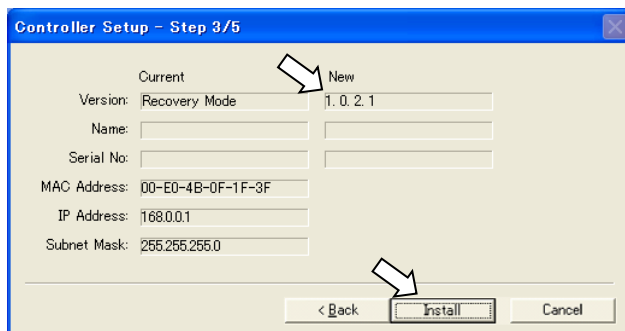 Controller Setup - Step 3/5
Current New
Version: Recovery Mode 1. 0. 2. 1
Name:
Serial No:
MAC Address: 00-E0-4B-0F-1F-3F
IP Address: 168.0.0.1
Subnet Mask: 255.255.255.0
< Back Install Cancel